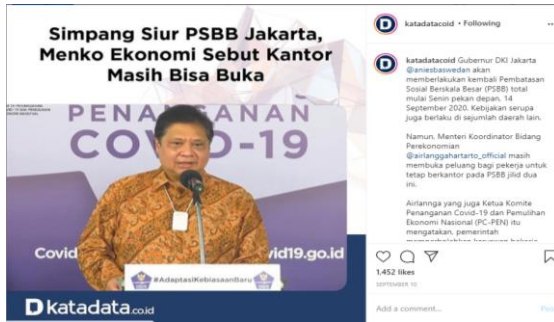 Simpang Siur PSBB Jakarta,
Menko Ekonomi Sebut Kantor
Masih Bisa Buka
PENANGANAN
COVID-19
Covid
vid19.go.id
#AdaptasiKebiasaanBaru
katadata.co.id
katadatacoid • Following
katadatacoid Gubernur DKI Jakarta
@aniesbaswedan akan
memberlakukan kembali Pembatasan
Sosial Berskala Besar (PSBB) total
mulai Senin pekan depan, 14
September 2020. Kebijakan serupa
juga berlaku di sejumlah daerah lain.
Namun, Menteri Koordinator Bidang
Perekonomian
@airlanggahartarto_official masih
membuka peluang bagi pekerja untuk
tetap berkantor pada PSBB jilid dua
ini.
Airlannga yang juga Ketua Komite
Penanganan Covid-19 dan Pemulihan
Ekonomi Nasional (PC-PEN) itu
mengatakan, pemerintah
1.452 likes
SEPTEMBER 10
Add a comment...
Post